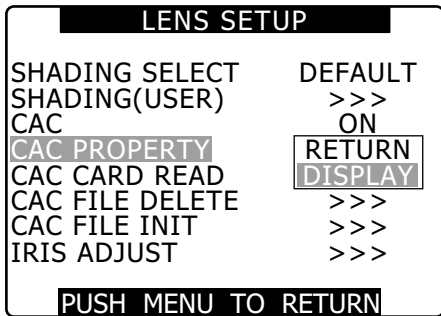 LENS SETUP
SHADING SELECT DEFAULT
SHADING(USER) >>>
CAC ON
CAC PROPERTY RETURN
CAC CARD READ DISPLAY
CAC FILE DELETE >>>
CAC FILE INIT >>>
IRIS ADJUST >>>
PUSH MENU TO RETURN